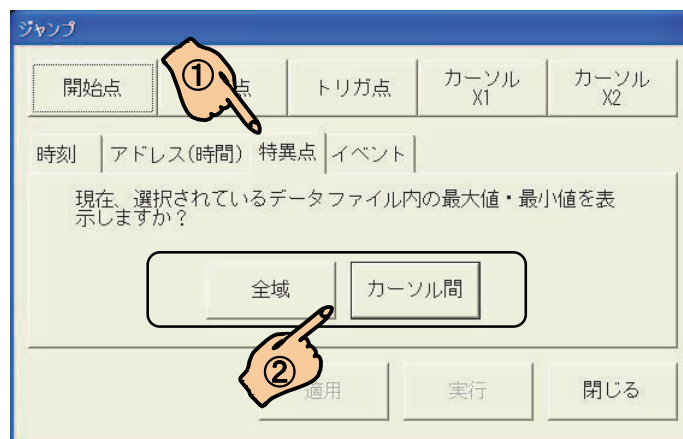 ジャンプ
開始点
①
点
トリガ点
カーソル
X1
カーソル
X2
時刻
アドレス(時間)
特異点
イベント
現在、選択されているデータファイル内の最大値・最小値を表
示しますか？
全域
カーソル間
②
適用
実行
閉じる